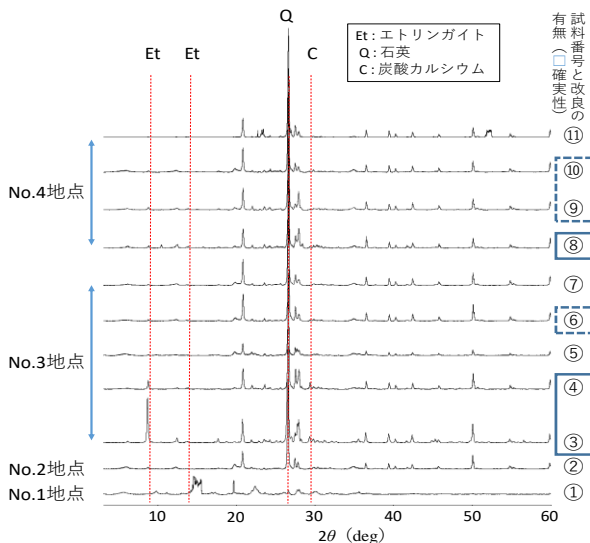 Q
Et
Et
C
Et : エトリンガイト
Q : 石英
C : 炭酸カルシウム
試料番号と改良の
有無（□確実性）
⑪
⑩
No.4地点
⑨
⑧
⑦
⑥
No.3地点
⑤
④
③
No.2地点
②
No.1地点
①
10
20
30
40
50
60
2θ（deg）